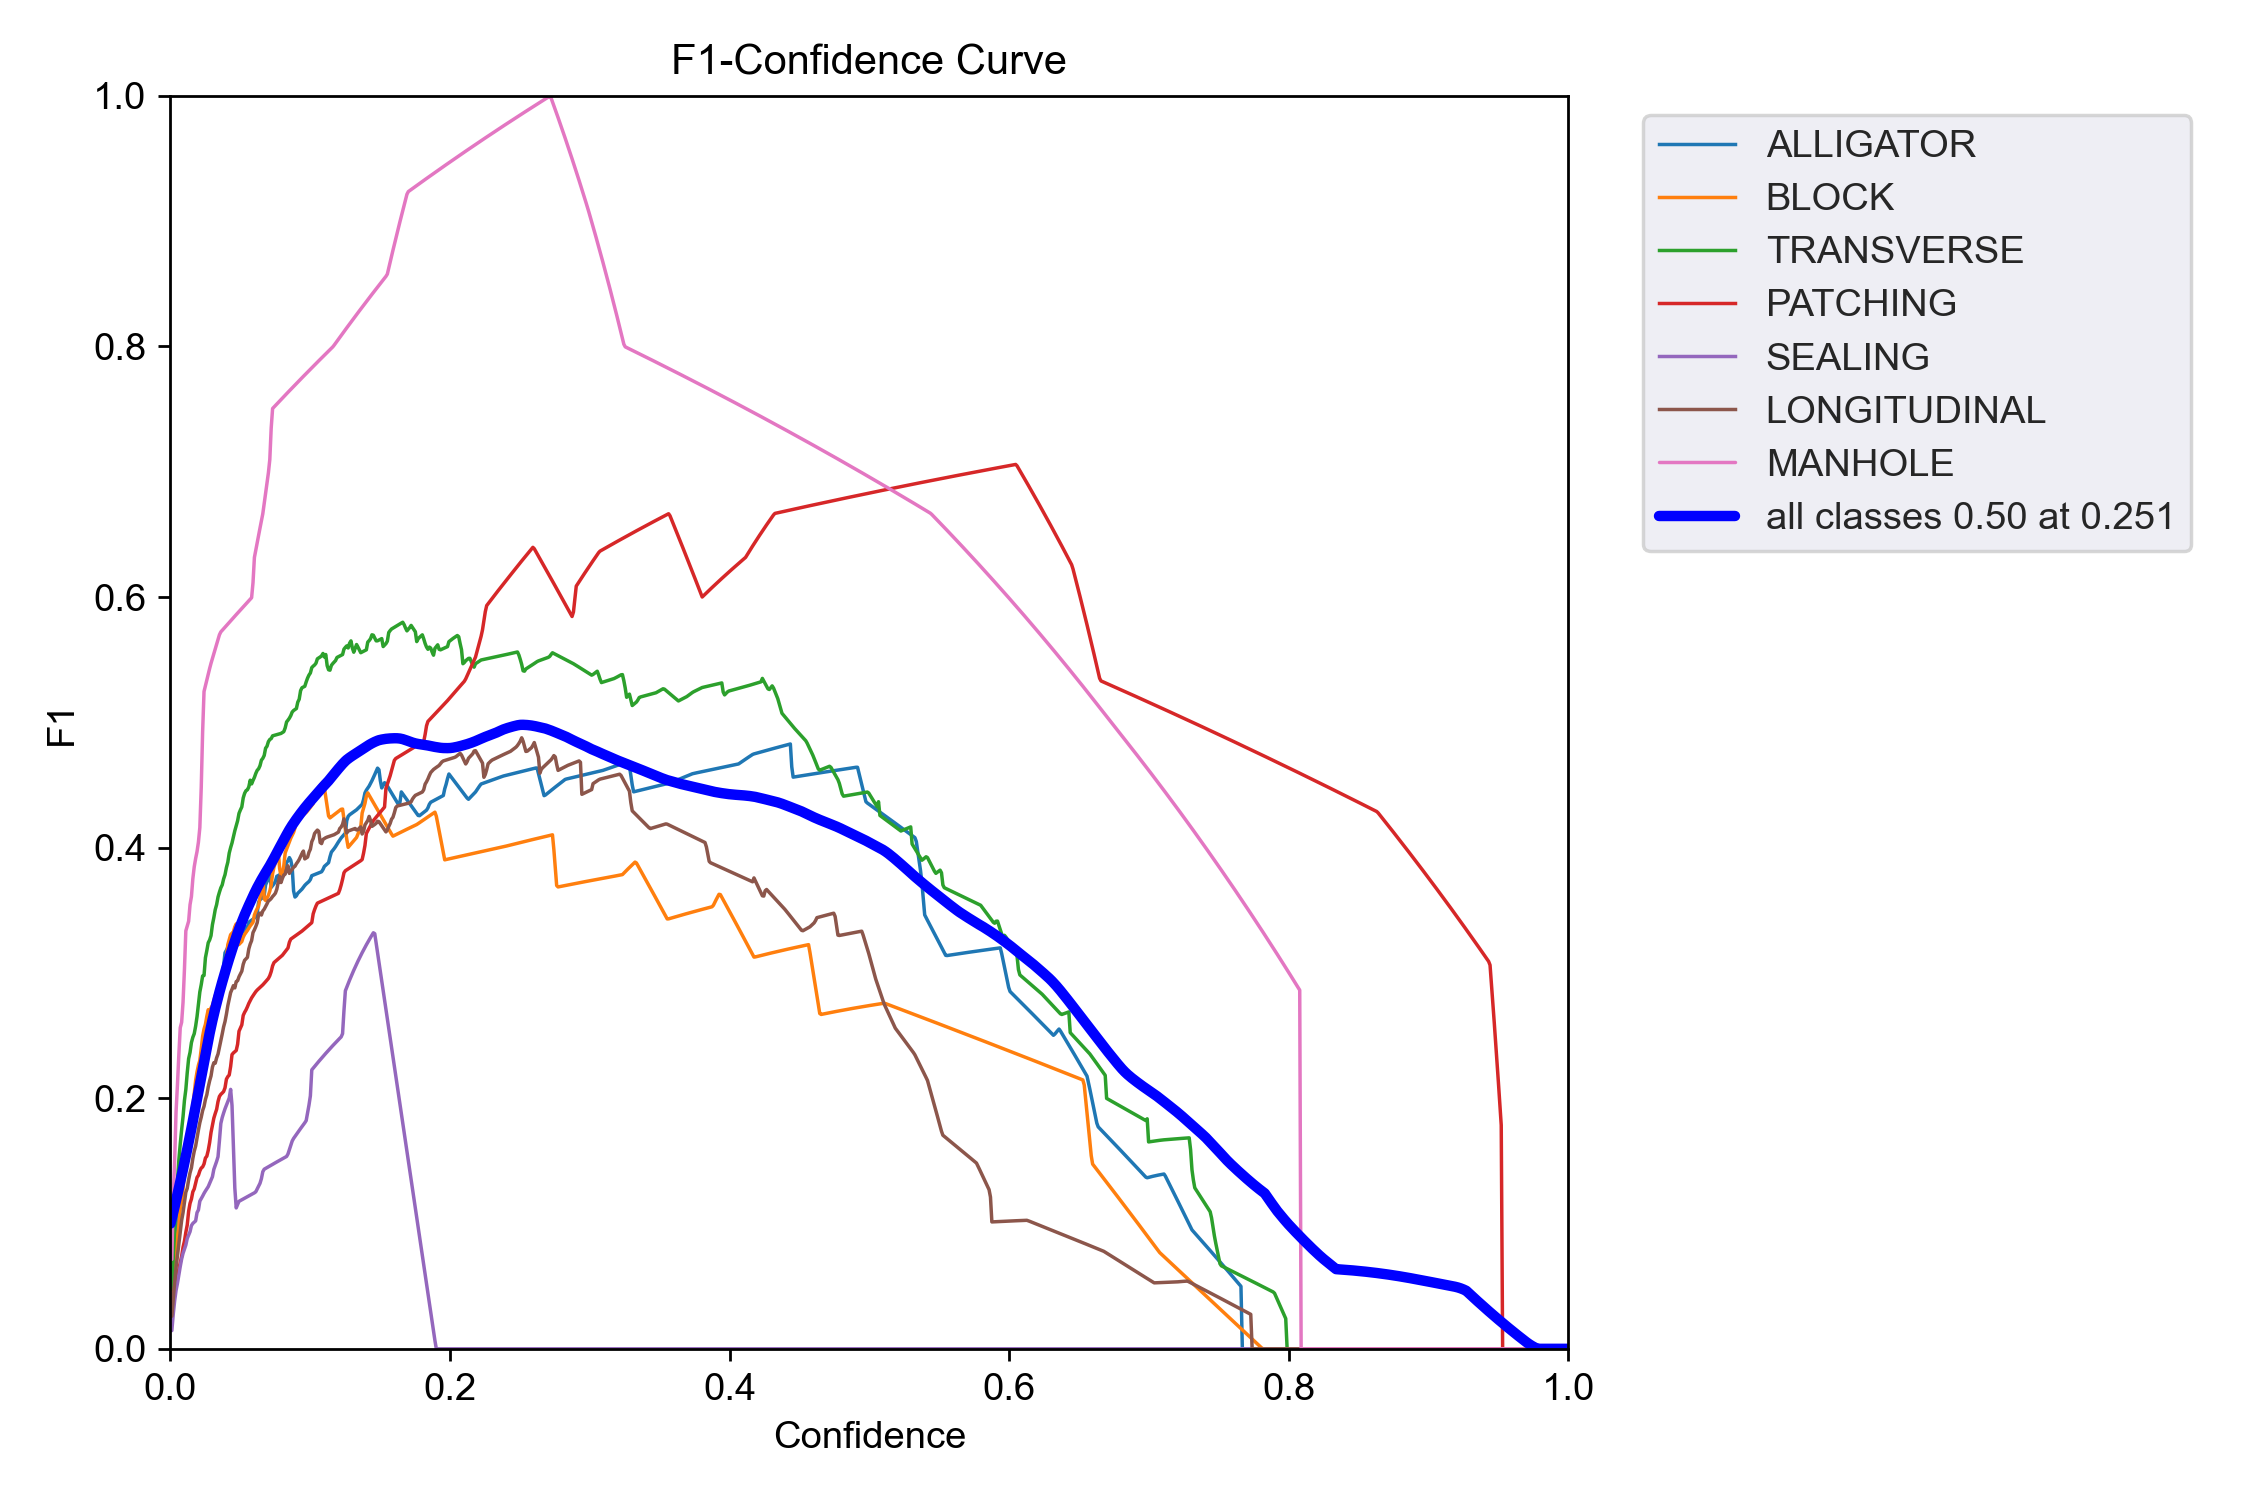 F1-Confidence Curve
1.0
0.8
0.6
0.4
0.2
0.0
F1
0.0 0.2 0.4 0.6 0.8 1.0
Confidence
ALLIGATOR
BLOCK
TRANSVERSE
PATCHING
SEALING
LONGITUDINAL
MANHOLE
all classes 0.50 at 0.251